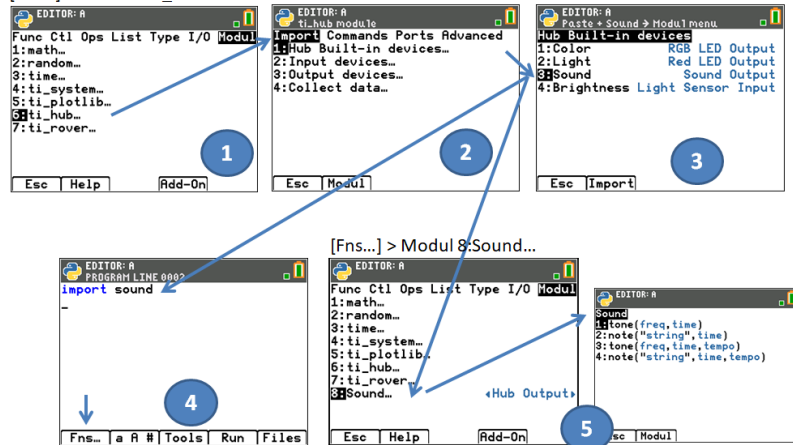 EDITOR: A
Func Ctl Ops List Type I/O Modul
1:math…
2:random…
3:time…
4:ti_system…
5:ti_plotlib…
6:ti_hub…
7:ti_rover…
Esc Help Add-On
1
EDITOR: A
ti_hub module
Import Commands Ports Advanced
1:Hub Built-in devices…
2:Input devices…
3:Output devices…
4:Collect data…
Esc Modul
2
EDITOR: A
Paste + Sound → Modul menu
Hub Built-in devices
1:Color RGB LED Output
2:Light Red LED Output
3:Sound Sound Output
4:Brightness Light Sensor Input
Esc Import
3
EDITOR: A
PROGRAM LINE 0002
import sound
Fns… a A # Tools Run Files
4
[Fns…] > Modul 8:Sound…
EDITOR: A
Func Ctl Ops List Type I/O Modul
1:math…
2:random…
3:time…
4:ti_system…
5:ti_plotlib…
6:ti_hub…
7:ti_rover…
8:Sound… ◂Hub Output▸
Esc Help Add-On
5
EDITOR: A
Sound
1:tone(freq,time)
2:note("string",time)
3:tone(freq,time,tempo)
4:note("string",time,tempo)
Modul